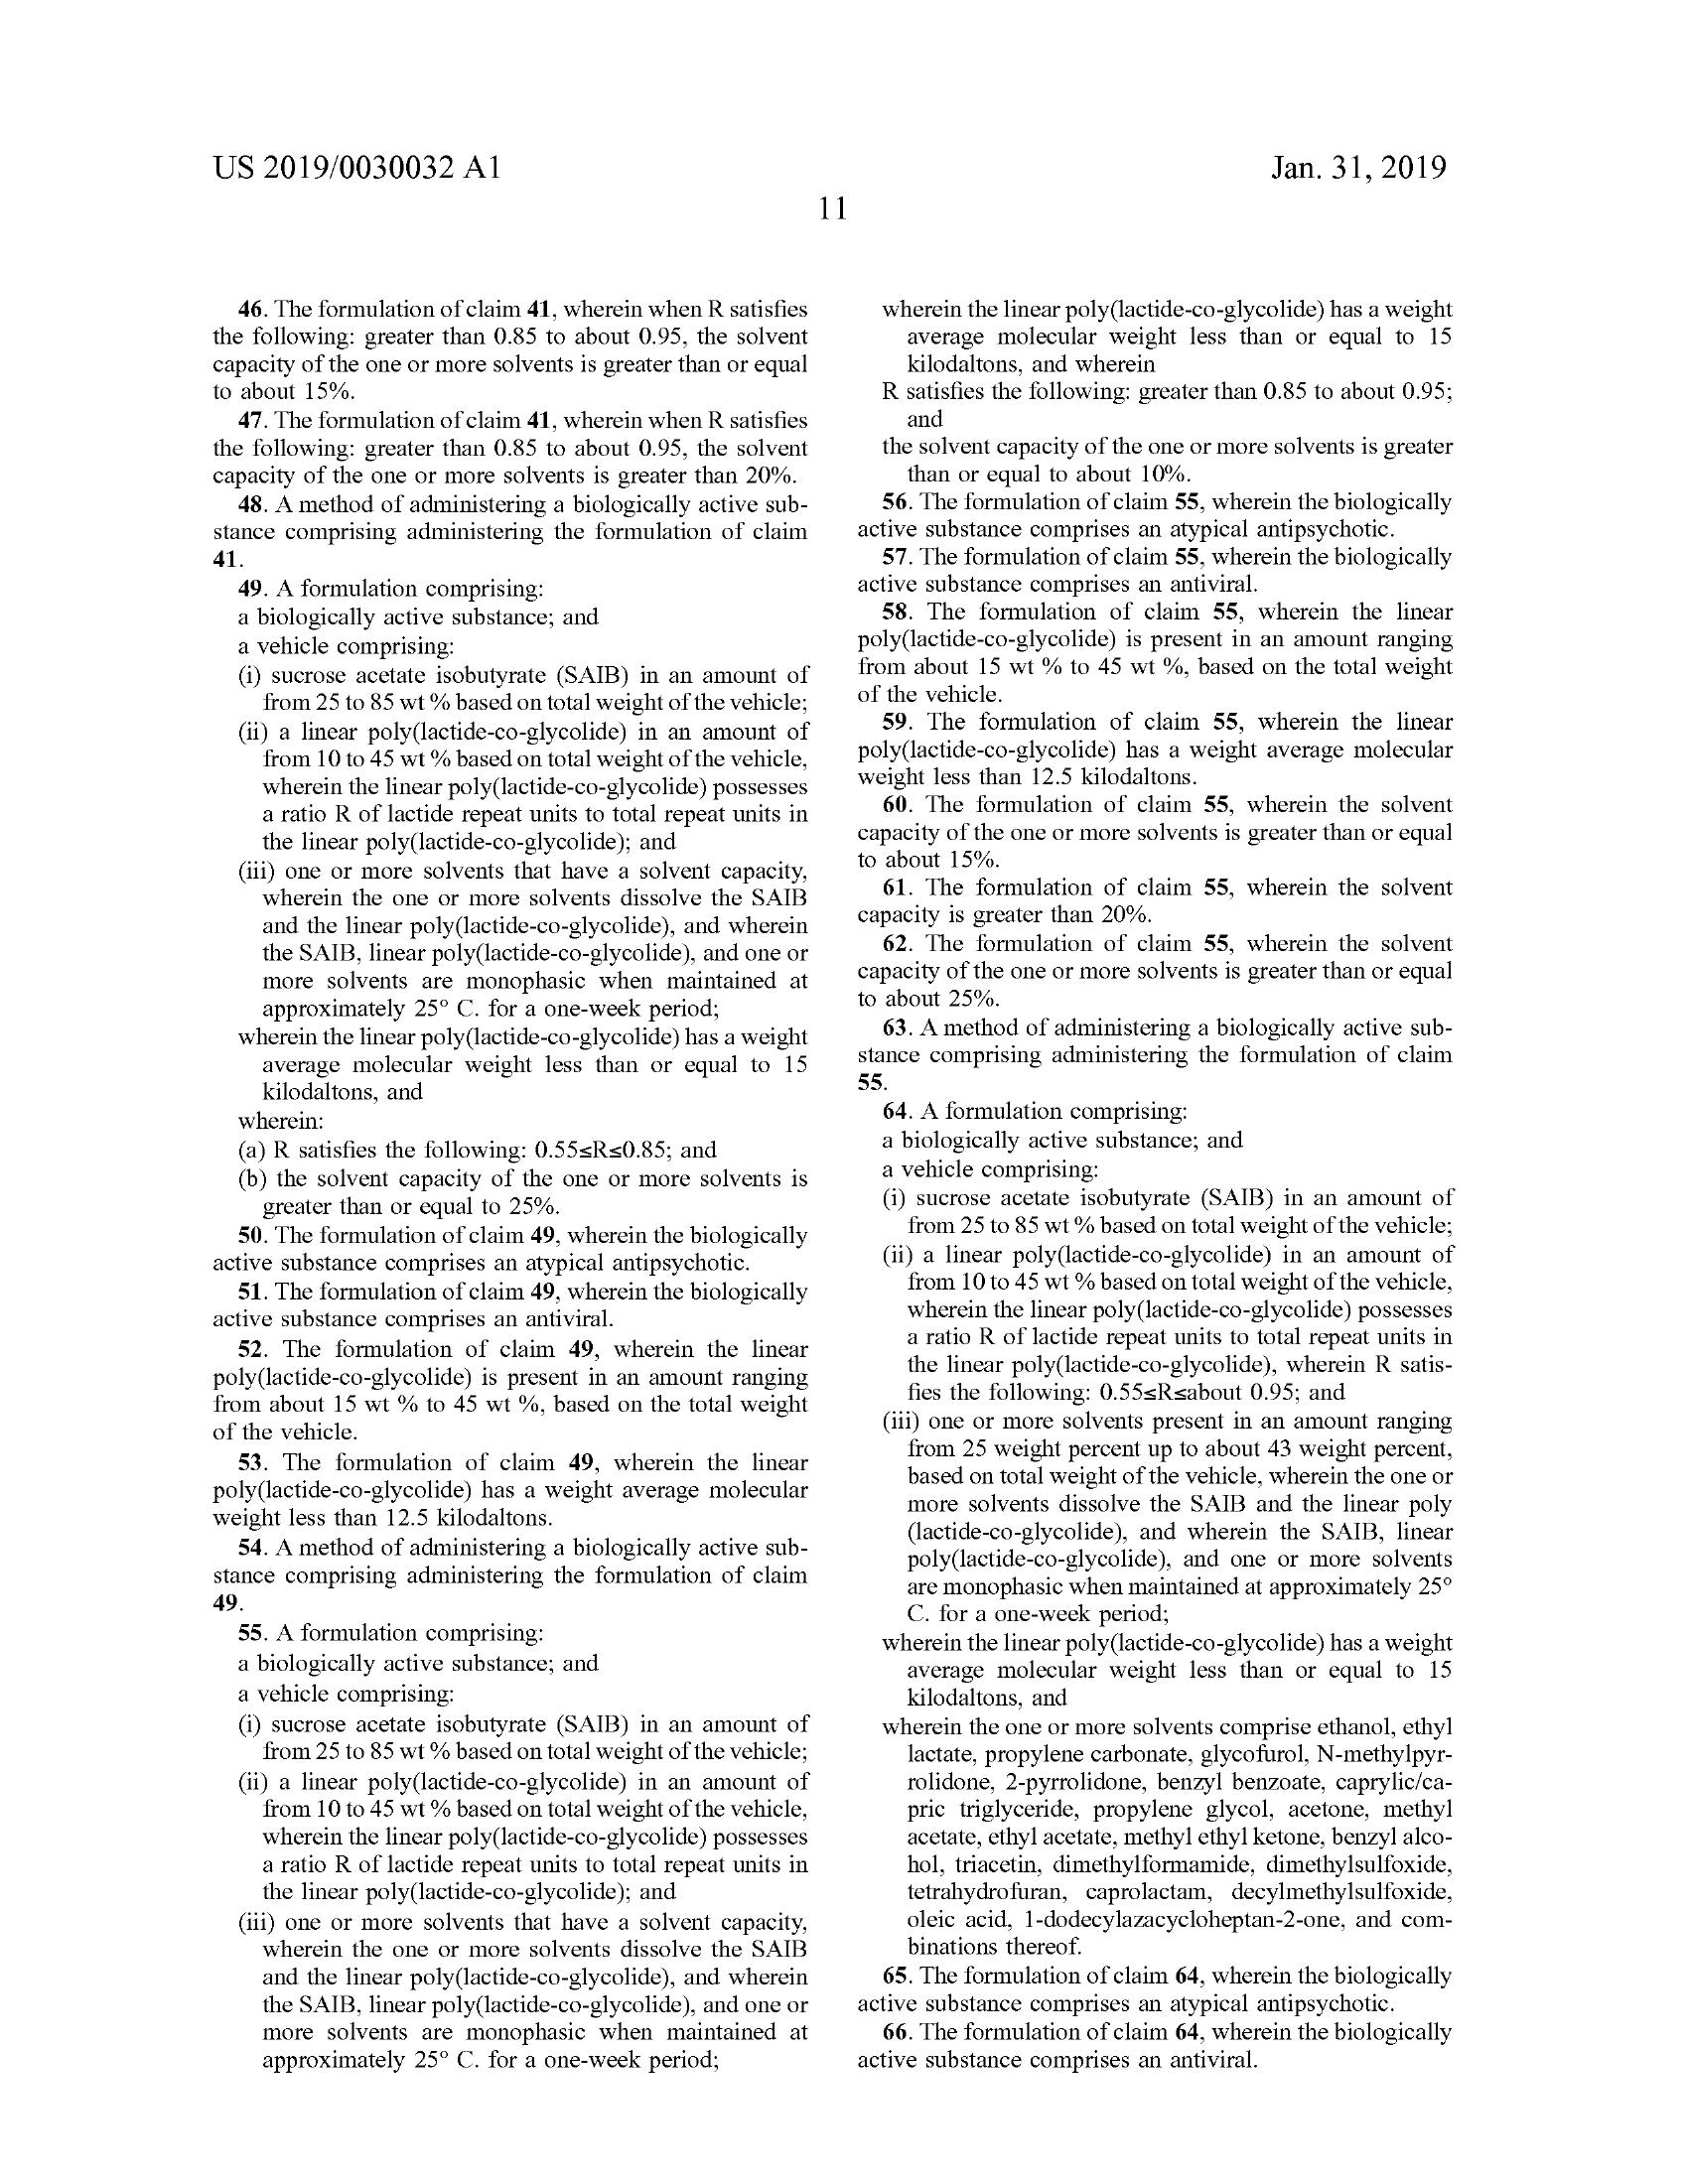 US 2019/0030032 A1
Jan. 31, 2019
11
46. The formulation of claim 41, wherein when R satisfies
the following: greater than 0.85 to about 0.95, the solvent
capacity of the one or more solvents is greater than or equal
to about 15%.
47. The formulation of claim 41, wherein when R satisfies
the following: greater than 0.85 to about 0.95, the solvent
capacity of the one or more solvents is greater than 20%.
48. A method of administering a biologically active sub-
stance comprising administering the formulation of claim
41.
49. A formulation comprising:
a biologically active substance; and
a vehicle comprising:
(i) sucrose acetate isobutyrate (SAIB) in an amount of
from 25 to 85 wt % based on total weight of the vehicle;
(ii) a linear poly(lactide-co-glycolide) in an amount of
from 10 to 45 wt % based on total weight of the vehicle,
wherein the linear poly(lactide-co-glycolide) possesses
a ratio R of lactide repeat units to total repeat units in
the linear poly(lactide-co-glycolide); and
(iii) one or more solvents that have a solvent capacity,
wherein the one or more solvents dissolve the SAIB
and the linear poly(lactide-co-glycolide), and wherein
the SAIB, linear poly(lactide-co-glycolide), and one or
more solvents are monophasic when maintained at
approximately 25° C. for a one-week period;
wherein the linear poly(lactide-co-glycolide) has a weight
average molecular weight less than or equal to 15
kilodaltons, and
wherein:
(a) R satisfies the following: 0.55≤R≤0.85; and
(b) the solvent capacity of the one or more solvents is
greater than or equal to 25%.
50. The formulation of claim 49, wherein the biologically
active substance comprises an atypical antipsychotic.
51. The formulation of claim 49, wherein the biologically
active substance comprises an antiviral.
52. The formulation of claim 49, wherein the linear
poly(lactide-co-glycolide) is present in an amount ranging
from about 15 wt % to 45 wt %, based on the total weight
of the vehicle.
53. The formulation of claim 49, wherein the linear
poly(lactide-co-glycolide) has a weight average molecular
weight less than 12.5 kilodaltons.
54. A method of administering a biologically active sub-
stance comprising administering the formulation of claim
49.
55. A formulation comprising:
a biologically active substance; and
a vehicle comprising:
(i) sucrose acetate isobutyrate (SAIB) in an amount of
from 25 to 85 wt % based on total weight of the vehicle;
(ii) a linear poly(lactide-co-glycolide) in an amount of
from 10 to 45 wt % based on total weight of the vehicle,
wherein the linear poly(lactide-co-glycolide) possesses
a ratio R of lactide repeat units to total repeat units in
the linear poly(lactide-co-glycolide); and
(iii) one or more solvents that have a solvent capacity,
wherein the one or more solvents dissolve the SAIB
and the linear poly(lactide-co-glycolide), and wherein
the SAIB, linear poly(lactide-co-glycolide), and one or
more solvents are monophasic when maintained at
approximately 25° C. for a one-week period;
wherein the linear poly(lactide-co-glycolide) has a weight
average molecular weight less than or equal to 15
kilodaltons, and wherein
R satisfies the following: greater than 0.85 to about 0.95;
and
the solvent capacity of the one or more solvents is greater
than or equal to about 10%.
56. The formulation of claim 55, wherein the biologically
active substance comprises an atypical antipsychotic.
57. The formulation of claim 55, wherein the biologically
active substance comprises an antiviral.
58. The formulation of claim 55, wherein the linear
poly(lactide-co-glycolide) is present in an amount ranging
from about 15 wt % to 45 wt %, based on the total weight
of the vehicle.
59. The formulation of claim 55, wherein the linear
poly(lactide-co-glycolide) has a weight average molecular
weight less than 12.5 kilodaltons.
60. The formulation of claim 55, wherein the solvent
capacity of the one or more solvents is greater than or equal
to about 15%.
61. The formulation of claim 55, wherein the solvent
capacity is greater than 20%.
62. The formulation of claim 55, wherein the solvent
capacity of the one or more solvents is greater than or equal
to about 25%.
63. A method of administering a biologically active sub-
stance comprising administering the formulation of claim
55.
64. A formulation comprising:
a biologically active substance; and
a vehicle comprising:
(i) sucrose acetate isobutyrate (SAIB) in an amount of
from 25 to 85 wt % based on total weight of the vehicle;
(ii) a linear poly(lactide-co-glycolide) in an amount of
from 10 to 45 wt % based on total weight of the vehicle,
wherein the linear poly(lactide-co-glycolide) possesses
a ratio R of lactide repeat units to total repeat units in
the linear poly(lactide-co-glycolide), wherein R satis-
fies the following: 0.55≤R≤about 0.95; and
(iii) one or more solvents present in an amount ranging
from 25 weight percent up to about 43 weight percent,
based on total weight of the vehicle, wherein the one or
more solvents dissolve the SAIB and the linear poly
(lactide-co-glycolide), and wherein the SAIB, linear
poly(lactide-co-glycolide), and one or more solvents
are monophasic when maintained at approximately 25°
C. for a one-week period;
wherein the linear poly(lactide-co-glycolide) has a weight
average molecular weight less than or equal to 15
kilodaltons, and
wherein the one or more solvents comprise ethanol, ethyl
lactate, propylene carbonate, glycofurol, N-methylpyr-
rolidone, 2-pyrrolidone, benzyl benzoate, caprylic/ca-
pric triglyceride, propylene glycol, acetone, methyl
acetate, ethyl acetate, methyl ethyl ketone, benzyl alco-
hol, triacetin, dimethylformamide, dimethylsulfoxide,
tetrahydrofuran, caprolactam, decylmethylsulfoxide,
oleic acid, 1-dodecylazacycloheptan-2-one, and com-
binations thereof.
65. The formulation of claim 64, wherein the biologically
active substance comprises an atypical antipsychotic.
66. The formulation of claim 64, wherein the biologically
active substance comprises an antiviral.